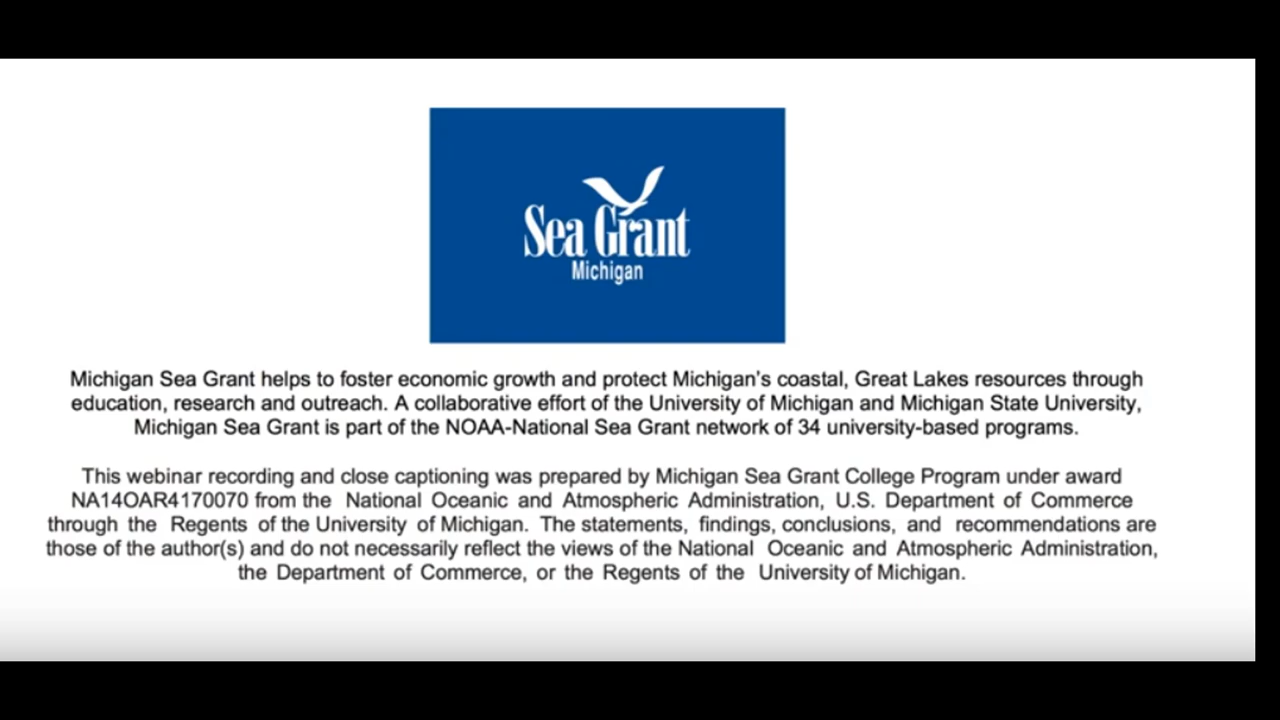 Sea Grant
Michigan
Michigan Sea Grant helps to foster economic growth and protect Michigan's coastal, Great Lakes resources through
education, research and outreach. A collaborative effort of the University of Michigan and Michigan State University,
Michigan Sea Grant is part of the NOAA-National Sea Grant network of 34 university-based programs.
This webinar recording and close captioning was prepared by Michigan Sea Grant College Program under award
NA14OAR4170070 from the National Oceanic and Atmospheric Administration, U.S. Department of Commerce
through the Regents of the University of Michigan. The statements, findings, conclusions, and recommendations are
those of the author(s) and do not necessarily reflect the views of the National Oceanic and Atmospheric Administration,
the Department of Commerce, or the Regents of the University of Michigan.